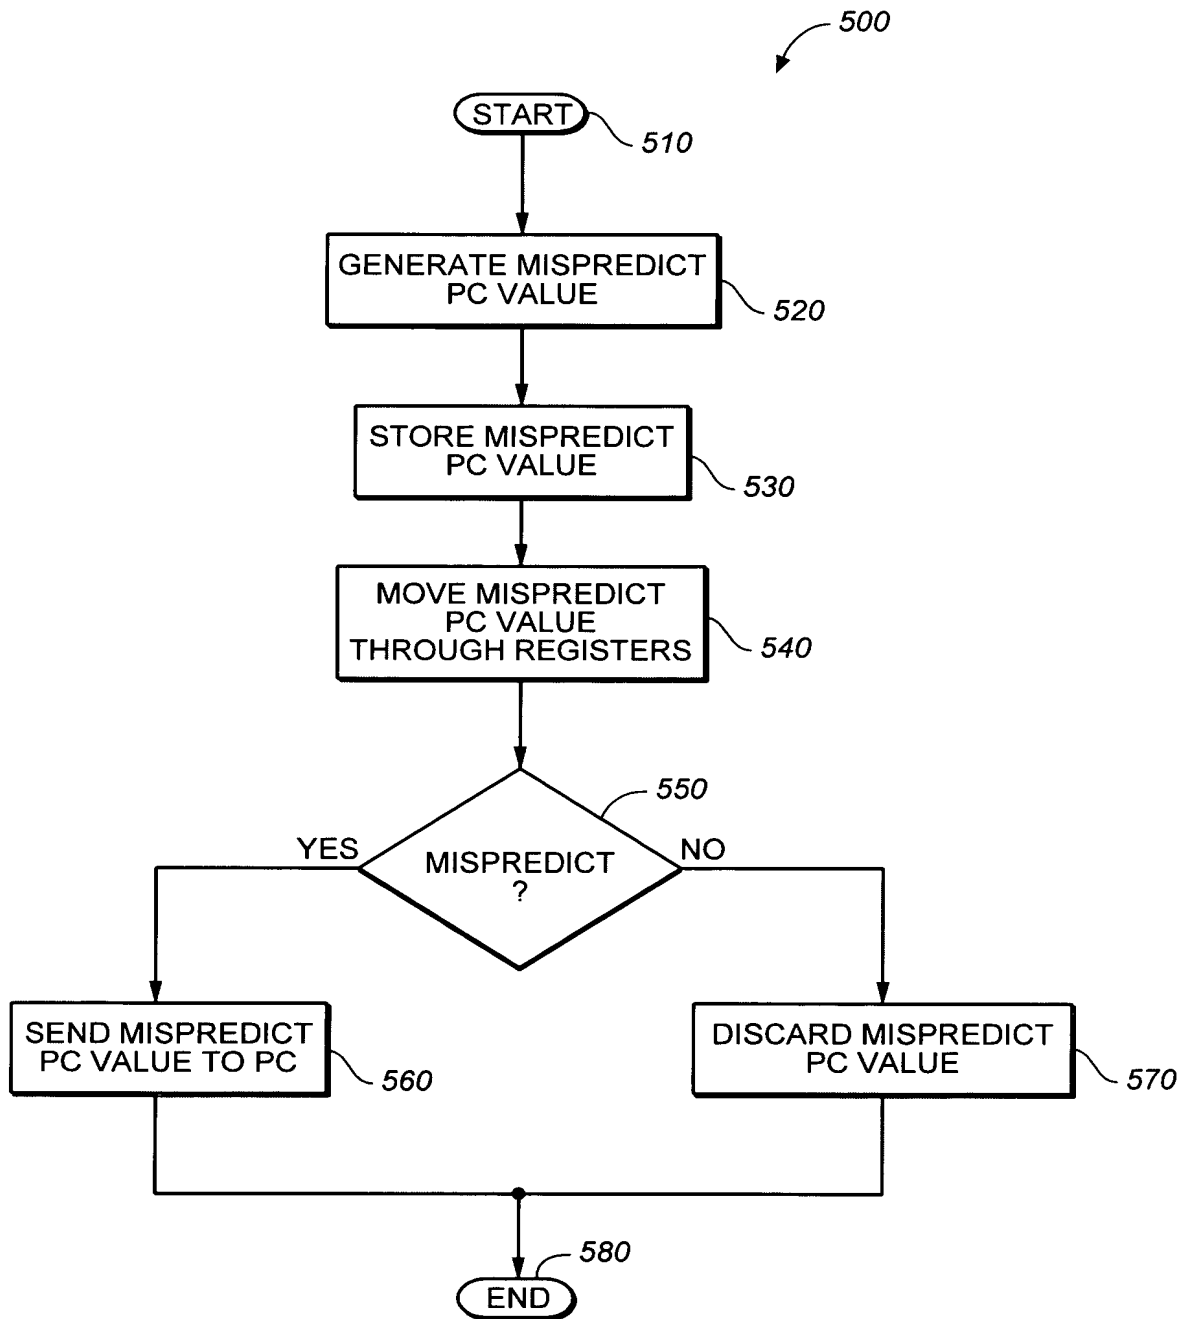 500
START
510
GENERATE MISPREDICT
PC VALUE
520
STORE MISPREDICT
PC VALUE
530
MOVE MISPREDICT
PC VALUE
THROUGH REGISTERS
540
550
YES
MISPREDICT
?
NO
SEND MISPREDICT
PC VALUE TO PC
560
DISCARD MISPREDICT
PC VALUE
570
580
END